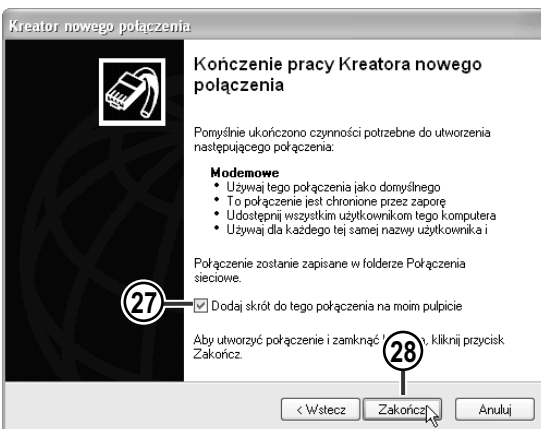 Kreator nowego połączenia
Kończenie pracy Kreatora nowego
połączenia
Pomyślnie ukończono czynności potrzebne do utworzenia
następującego połączenia:
Modemowe
• Używaj tego połączenia jako domyślnego
• To połączenie jest chronione przez zaporę
• Udostępnij wszystkim użytkownikom tego komputera
• Używaj dla każdego tej samej nazwy użytkownika i
Połączenie zostanie zapisane w folderze Połączenia
sieciowe.
27 Dodaj skrót do tego połączenia na moim pulpicie
Aby utworzyć połączenie i zamknąć , kliknij przycisk
Zakończ.
28
< Wstecz Zakończ Anuluj